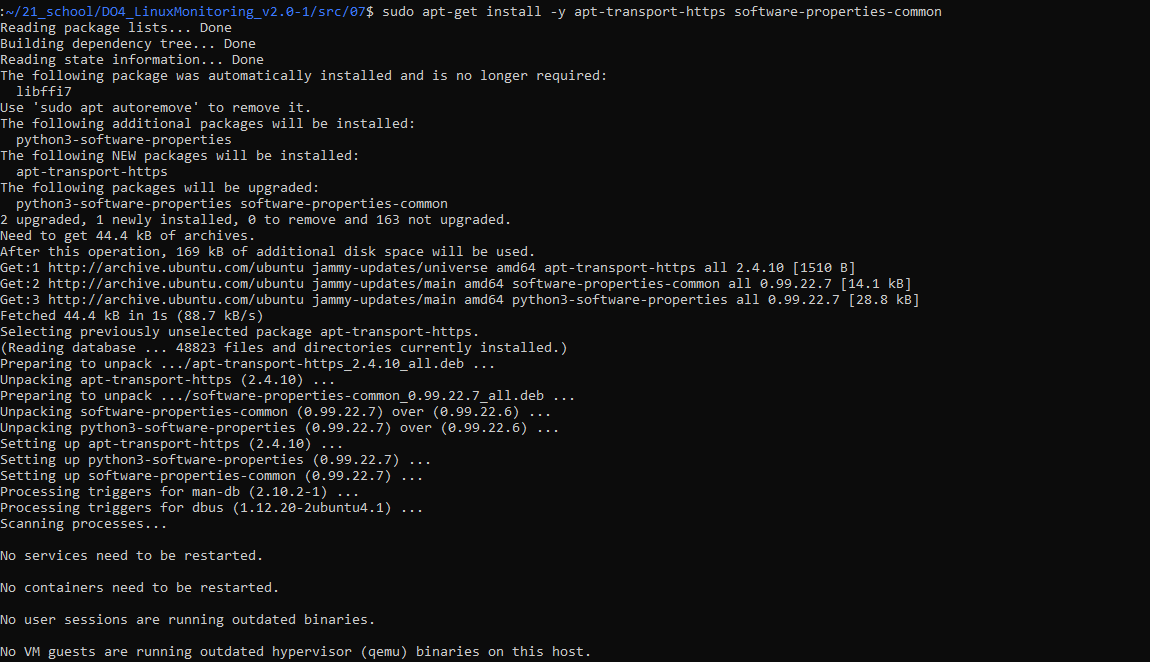 :~/21_school/DO4_LinuxMonitoring_v2.0-1/src/07$ sudo apt-get install -y apt-transport-https software-properties-common
Reading package lists... Done
Building dependency tree... Done
Reading state information... Done
The following package was automatically installed and is no longer required:
  libffi7
Use 'sudo apt autoremove' to remove it.
The following additional packages will be installed:
  python3-software-properties
The following NEW packages will be installed:
  apt-transport-https
The following packages will be upgraded:
  python3-software-properties software-properties-common
2 upgraded, 1 newly installed, 0 to remove and 163 not upgraded.
Need to get 44.4 kB of archives.
After this operation, 169 kB of additional disk space will be used.
Get:1 http://archive.ubuntu.com/ubuntu jammy-updates/universe amd64 apt-transport-https all 2.4.10 [1510 B]
Get:2 http://archive.ubuntu.com/ubuntu jammy-updates/main amd64 software-properties-common all 0.99.22.7 [14.1 kB]
Get:3 http://archive.ubuntu.com/ubuntu jammy-updates/main amd64 python3-software-properties all 0.99.22.7 [28.8 kB]
Fetched 44.4 kB in 1s (88.7 kB/s)
Selecting previously unselected package apt-transport-https.
(Reading database ... 48823 files and directories currently installed.)
Preparing to unpack .../apt-transport-https_2.4.10_all.deb ...
Unpacking apt-transport-https (2.4.10) ...
Preparing to unpack .../software-properties-common_0.99.22.7_all.deb ...
Unpacking software-properties-common (0.99.22.7) over (0.99.22.6) ...
Unpacking python3-software-properties (0.99.22.7) over (0.99.22.6) ...
Setting up apt-transport-https (2.4.10) ...
Setting up python3-software-properties (0.99.22.7) ...
Setting up software-properties-common (0.99.22.7) ...
Processing triggers for man-db (2.10.2-1) ...
Processing triggers for dbus (1.12.20-2ubuntu4.1) ...
Scanning processes...

No services need to be restarted.

No containers need to be restarted.

No user sessions are running outdated binaries.

No VM guests are running outdated hypervisor (qemu) binaries on this host.